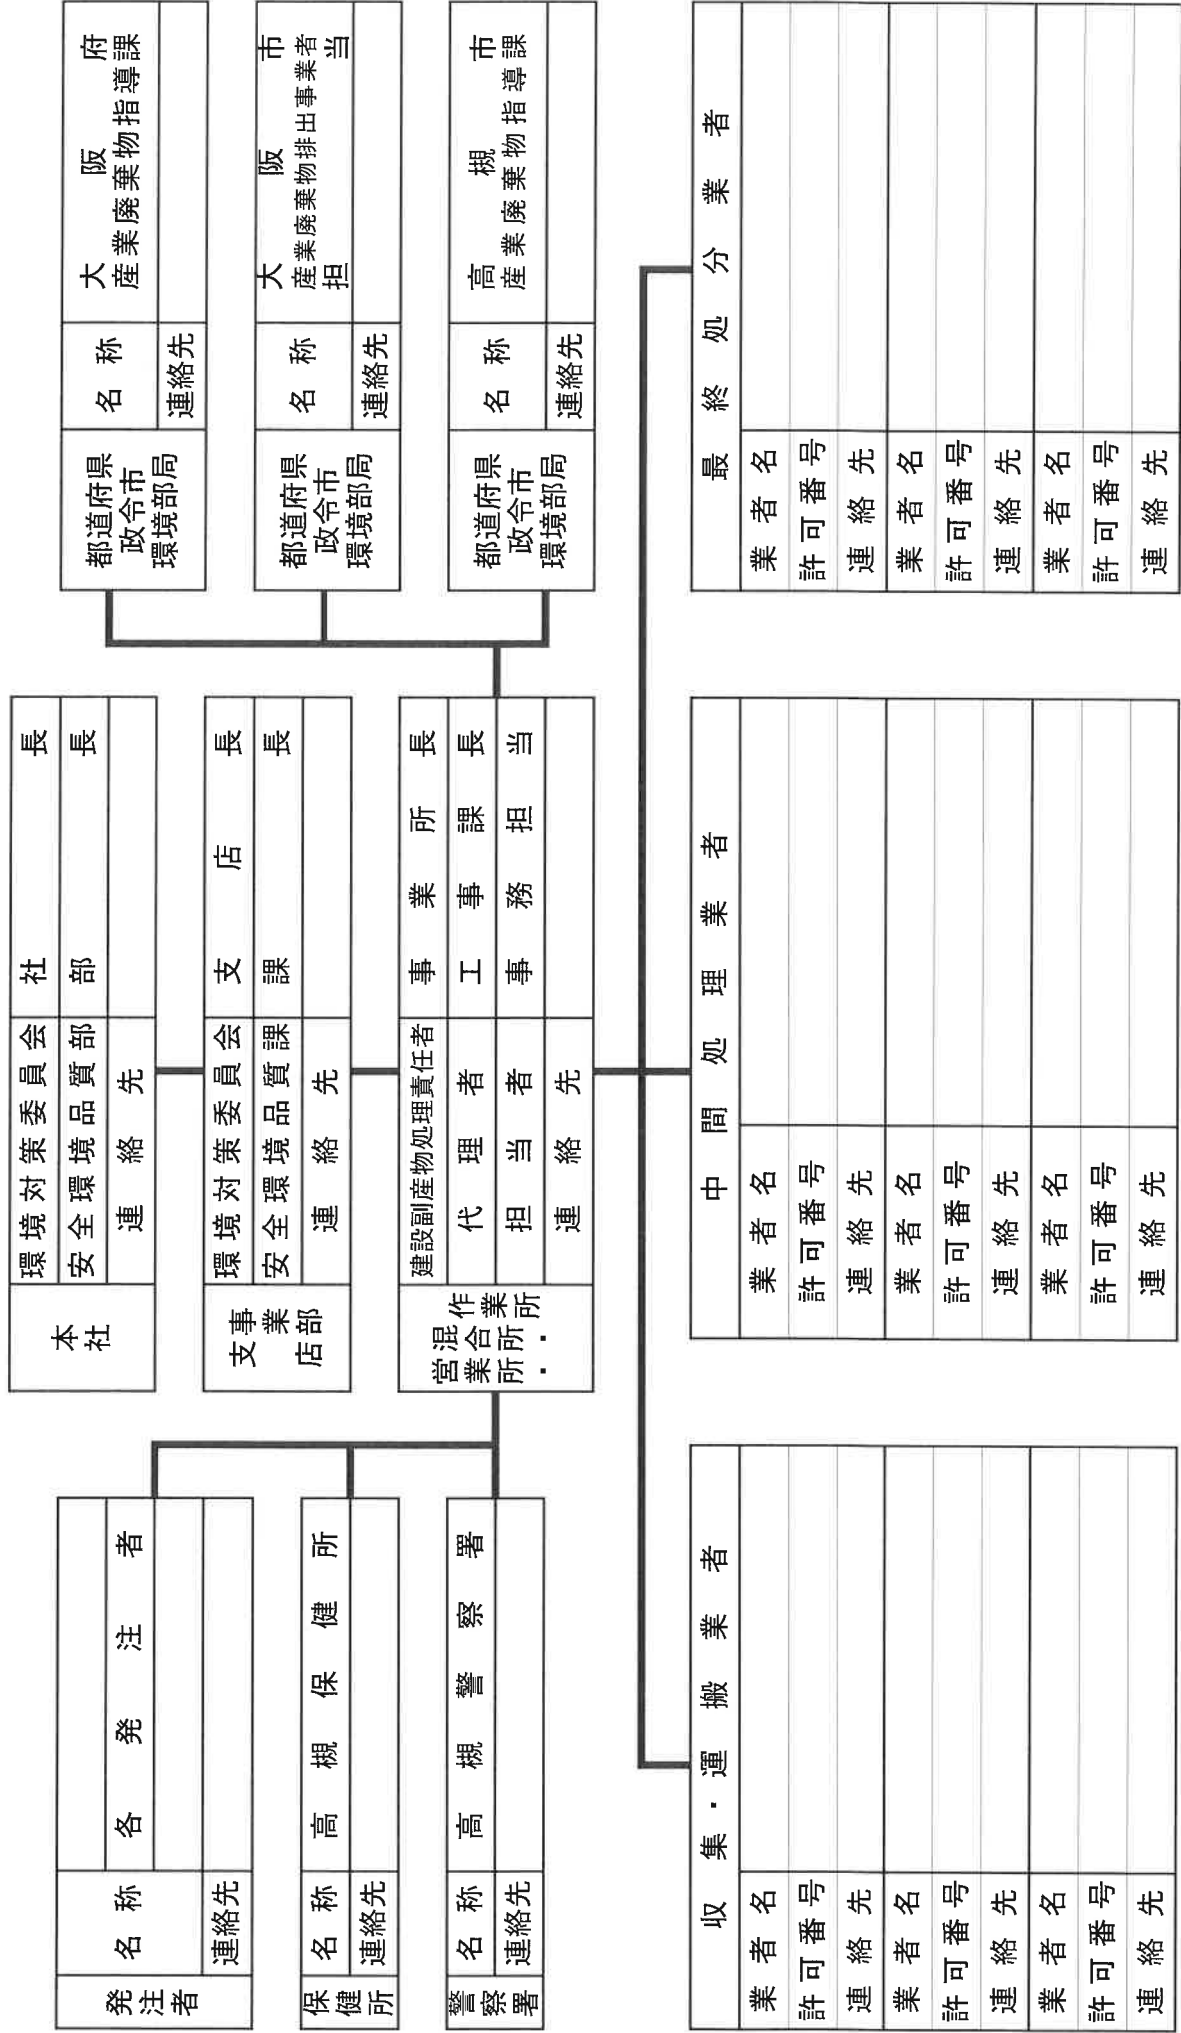 発注者
名称
各発注者
連絡先
保健所
名称
高槻保健所
連絡先
警察署
名称
高槻警察署
連絡先
本社
環境対策委員会
社長
安全環境品質部
部長
連絡先
支店
事業部
環境対策委員会
支店長
安全環境品質課
課長
連絡先
営業所・
混合所・
作業所
建設副産物処理責任者
事業所長
代理者
工事課長
担当者
事務担当
連絡先
都道府県
政令市
環境部局
名称
大阪府
産業廃棄物指導課
連絡先
都道府県
政令市
環境部局
名称
大阪市
産業廃棄物排出事業者
担当
連絡先
都道府県
政令市
環境部局
名称
高槻市
産業廃棄物指導課
連絡先
収集・運搬業者
業者名
許可番号
連絡先
業者名
許可番号
連絡先
業者名
許可番号
連絡先
中間処理業者
業者名
許可番号
連絡先
業者名
許可番号
連絡先
業者名
許可番号
連絡先
最終処分業者
業者名
許可番号
連絡先
業者名
許可番号
連絡先
業者名
許可番号
連絡先